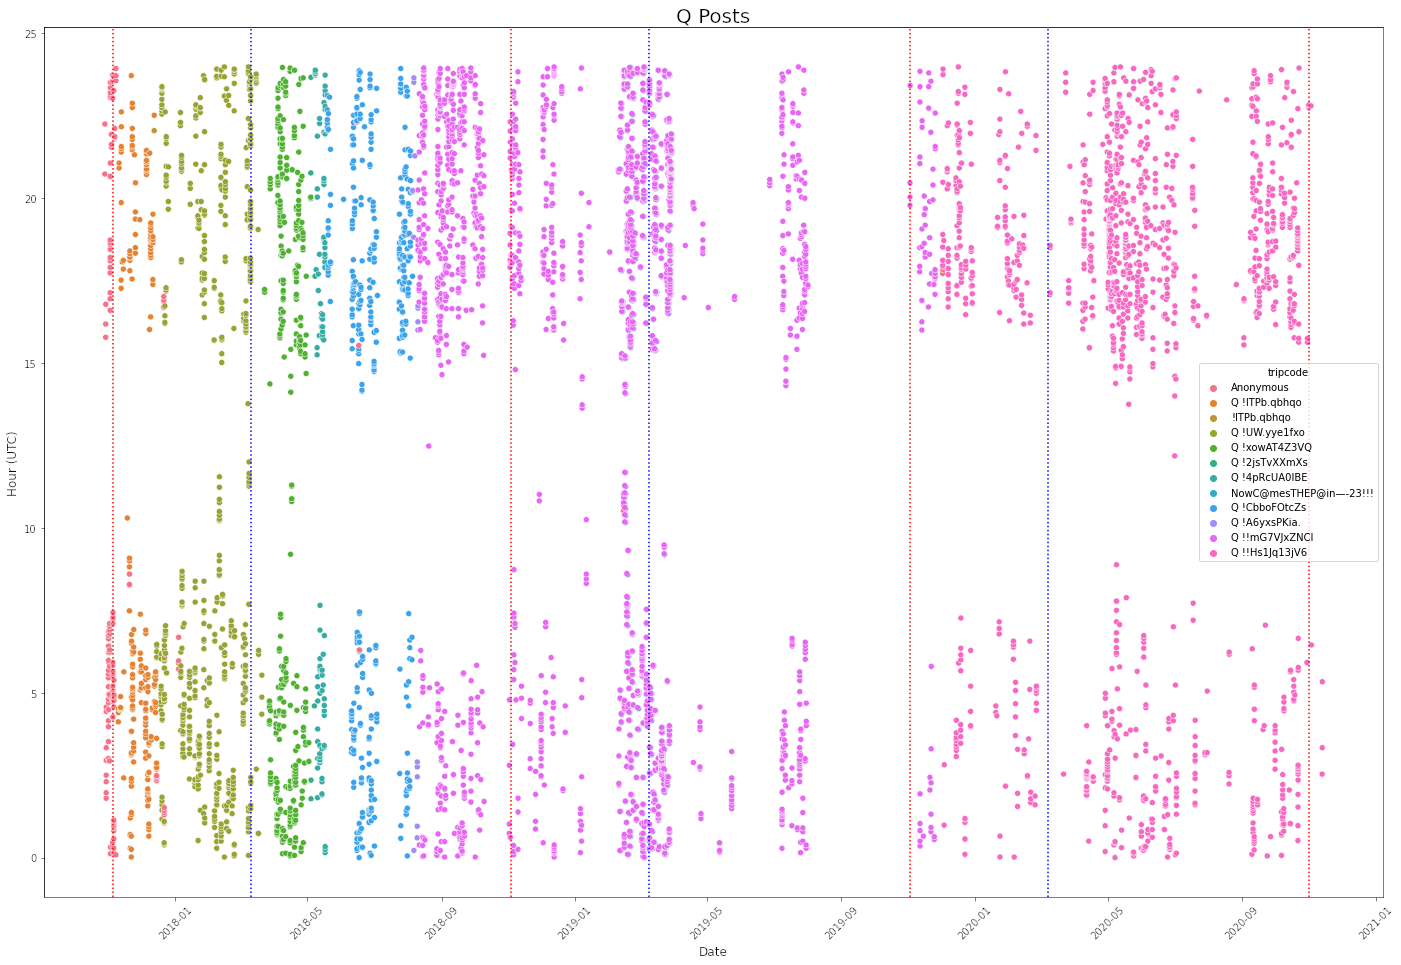 Q Posts
25
20
15
10
5
0
Hour (UTC)
tripcode
Anonymous
Q !ITPb.qbhqo
!ITPb.qbhqo
Q !UW.yye1fxo
Q !xowAT4Z3VQ
Q !2jsTvXXmXs
Q !4pRcUA0lBE
NowC@mesTHEP@in—-23!!!
Q !CbboFOtcZs
Q !A6yxsPKia.
Q !!mG7VJxZNCI
Q !!Hs1Jq13jV6
2018-01
2018-05
2018-09
2019-01
2019-05
2019-09
2020-01
2020-05
2020-09
2021-01
Date